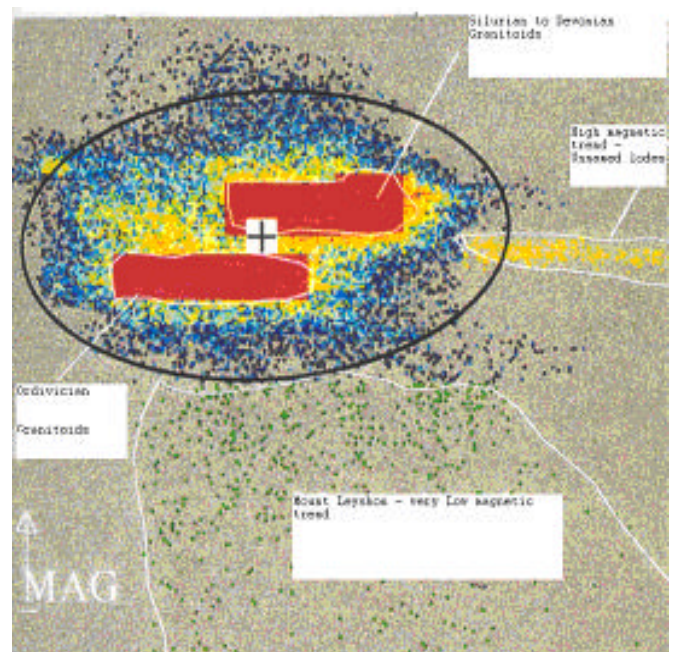 Silurian to Devonian
Granitoids
High magnetic
trend -
Unnamed Lodes
Ordivician
Granitoids
Mount Leyshon - very Low magnetic
trend
MAG